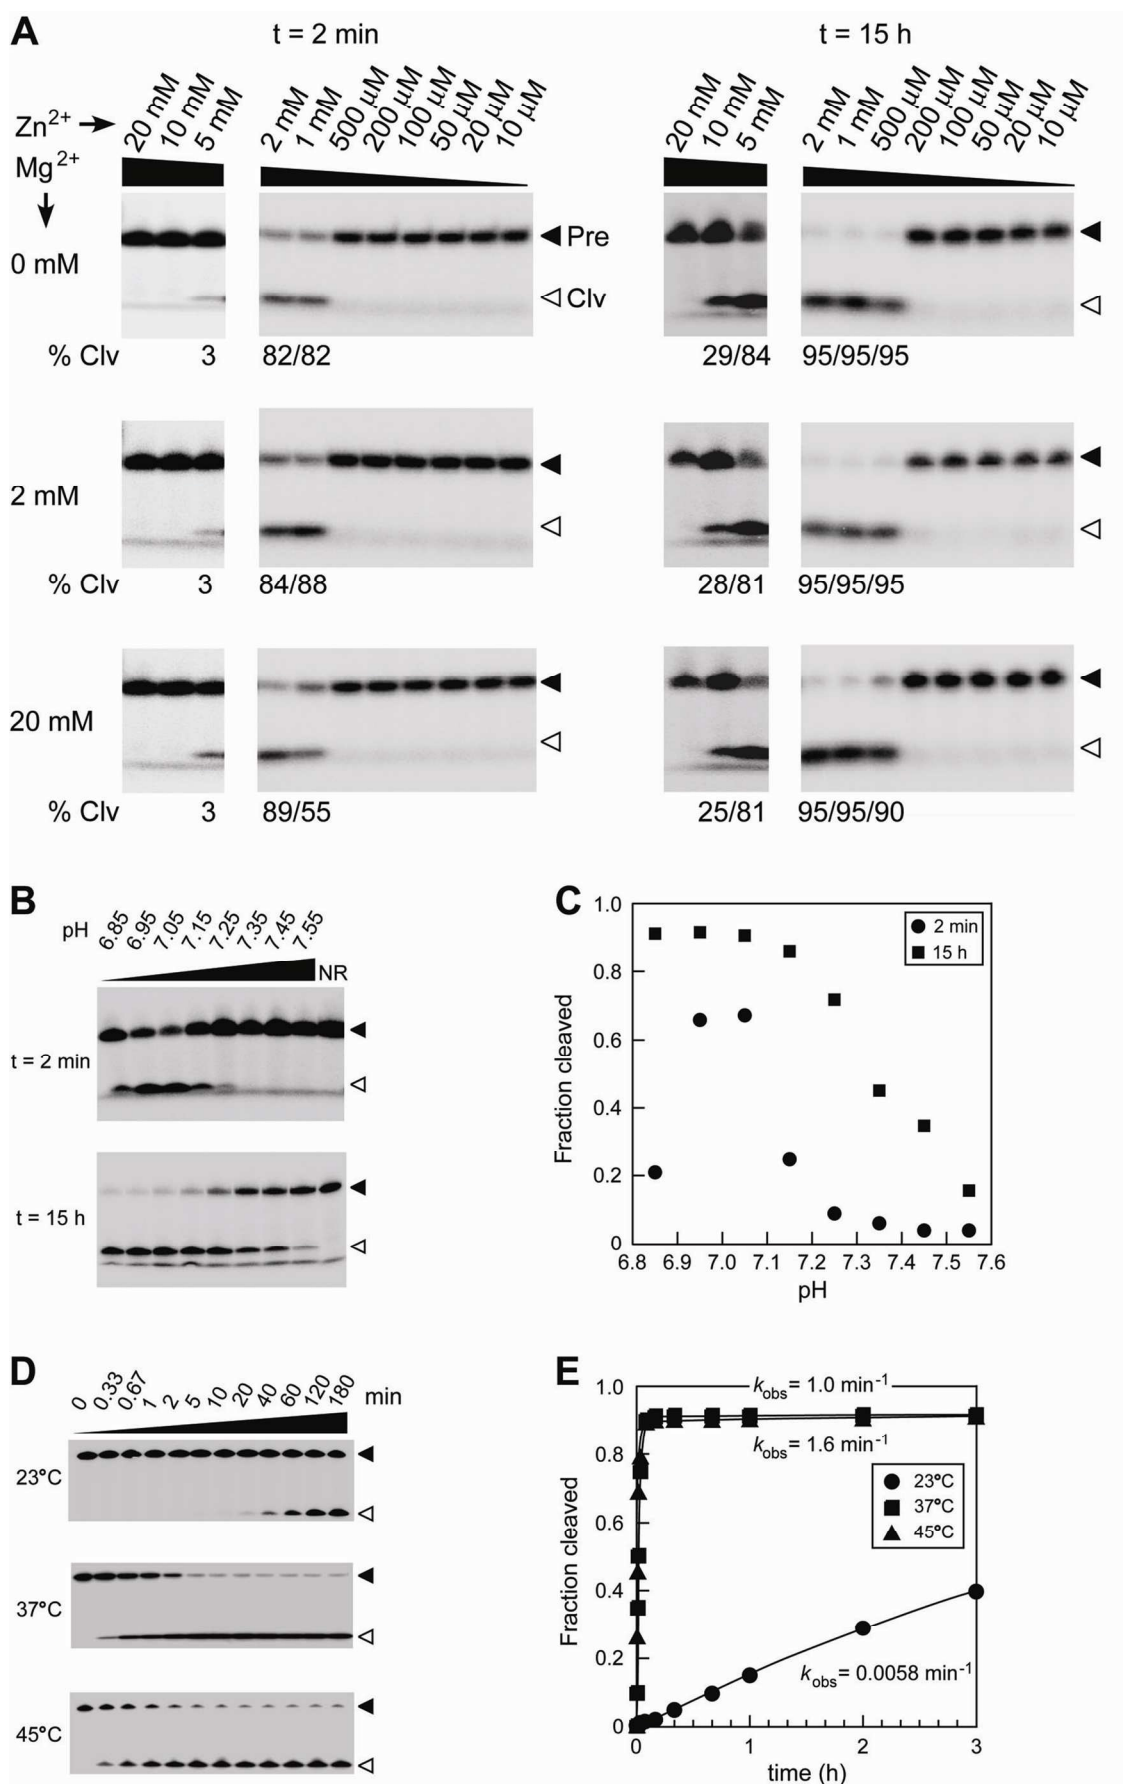 A
t = 2 min
t = 15 h
Zn2+
20 mM 10 mM 5 mM 2 mM 1 mM 500 µM 200 µM 100 µM 50 µM 20 µM 10 µM
20 mM 10 mM 5 mM 2 mM 1 mM 500 µM 200 µM 100 µM 50 µM 20 µM 10 µM
Mg2+
0 mM
Pre
Clv
% Clv 3 82/82 29/84 95/95/95
2 mM
% Clv 3 84/88 28/81 95/95/95
20 mM
% Clv 3 89/55 25/81 95/95/90
B
pH 6.85 6.95 7.05 7.15 7.25 7.35 7.45 7.55
NR
t = 2 min
t = 15 h
C
1.0
0.8
0.6
0.4
0.2
0
Fraction cleaved
2 min
15 h
6.8 6.9 7.0 7.1 7.2 7.3 7.4 7.5 7.6
pH
D
0 0.33 0.67 1 2 5 10 20 40 60 120 180 min
23°C
37°C
45°C
E
1.0
0.8
0.6
0.4
0.2
0
Fraction cleaved
kobs= 1.0 min-1
kobs= 1.6 min-1
23°C
37°C
45°C
kobs= 0.0058 min-1
0 1 2 3
time (h)